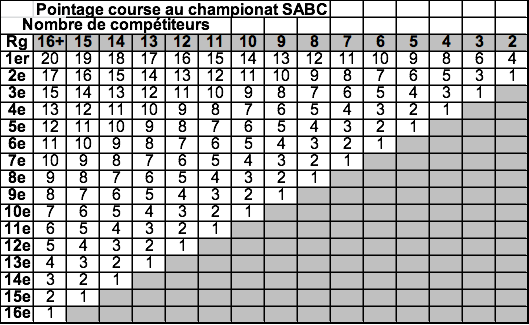 Pointage course au championat SABC
Nombre de compétiteurs
Rg 16+ 15 14 13 12 11 10 9 8 7 6 5 4 3 2
1er 20 19 18 17 16 15 14 13 12 11 10 9 8 6 4
2e 17 16 15 14 13 12 11 10 9 8 7 6 5 3 1
3e 15 14 13 12 11 10 9 8 7 6 5 4 3 1
4e 13 12 11 10 9 8 7 6 5 4 3 2 1
5e 12 11 10 9 8 7 6 5 4 3 2 1
6e 11 10 9 8 7 6 5 4 3 2 1
7e 10 9 8 7 6 5 4 3 2 1
8e 9 8 7 6 5 4 3 2 1
9e 8 7 6 5 4 3 2 1
10e 7 6 5 4 3 2 1
11e 6 5 4 3 2 1
12e 5 4 3 2 1
13e 4 3 2 1
14e 3 2 1
15e 2 1
16e 1